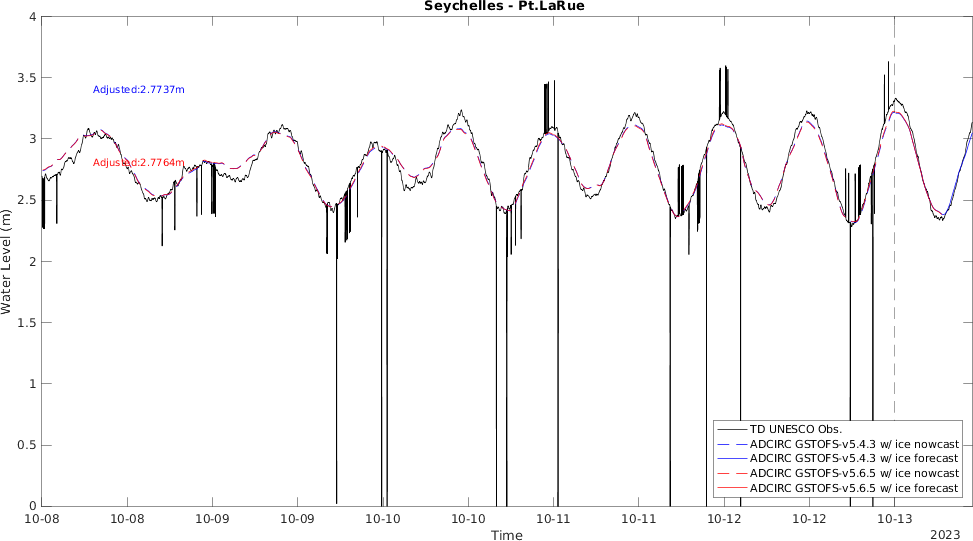 Seychelles - Pt.LaRue
4
3.5
3
2.5
2
1.5
1
0.5
0
Water Level (m)
Adjusted:2.7737m
Adjusted:2.7764m
TD UNESCO Obs.
ADCIRC GSTOFS-v5.4.3 w/ ice nowcast
ADCIRC GSTOFS-v5.4.3 w/ ice forecast
ADCIRC GSTOFS-v5.6.5 w/ ice nowcast
ADCIRC GSTOFS-v5.6.5 w/ ice forecast
10-08 10-08 10-09 10-09 10-10 10-10 10-11 10-11 10-12 10-12 10-13
Time
2023